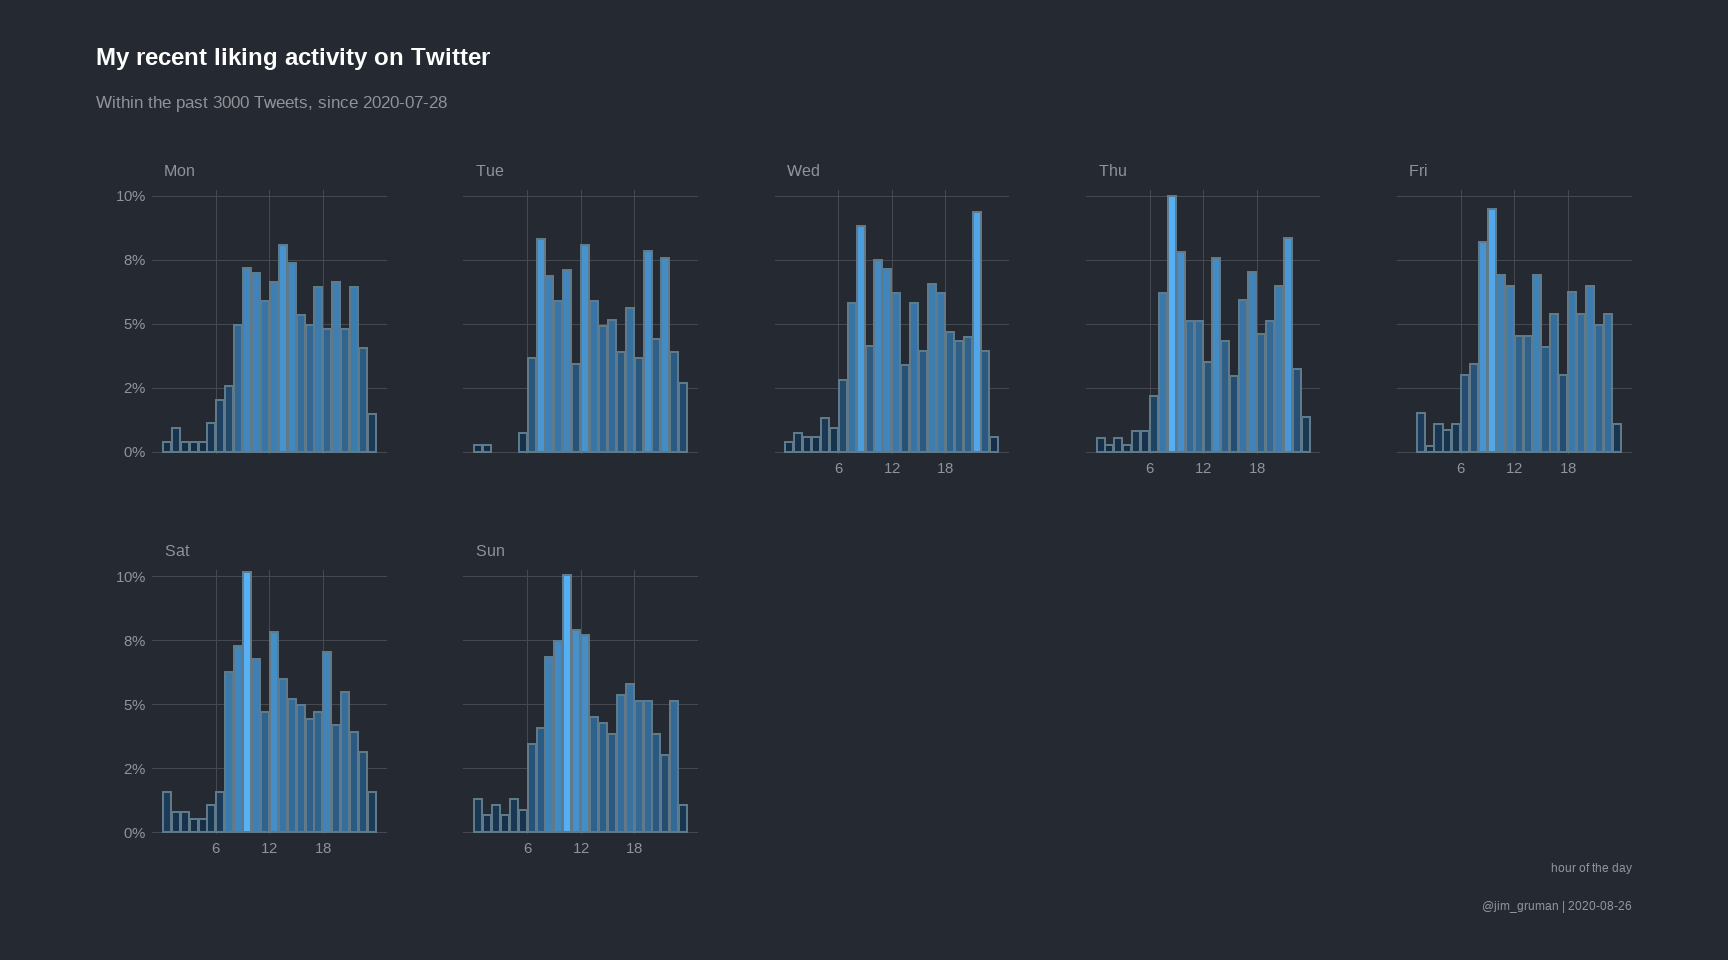 My recent liking activity on Twitter
Within the past 3000 Tweets, since 2020-07-28
Mon
Tue
Wed
Thu
Fri
10%
8%
5%
2%
0%
6 12 18
6 12 18
6 12 18
Sat
Sun
10%
8%
5%
2%
0%
6 12 18
6 12 18
hour of the day
@jim_gruman | 2020-08-26